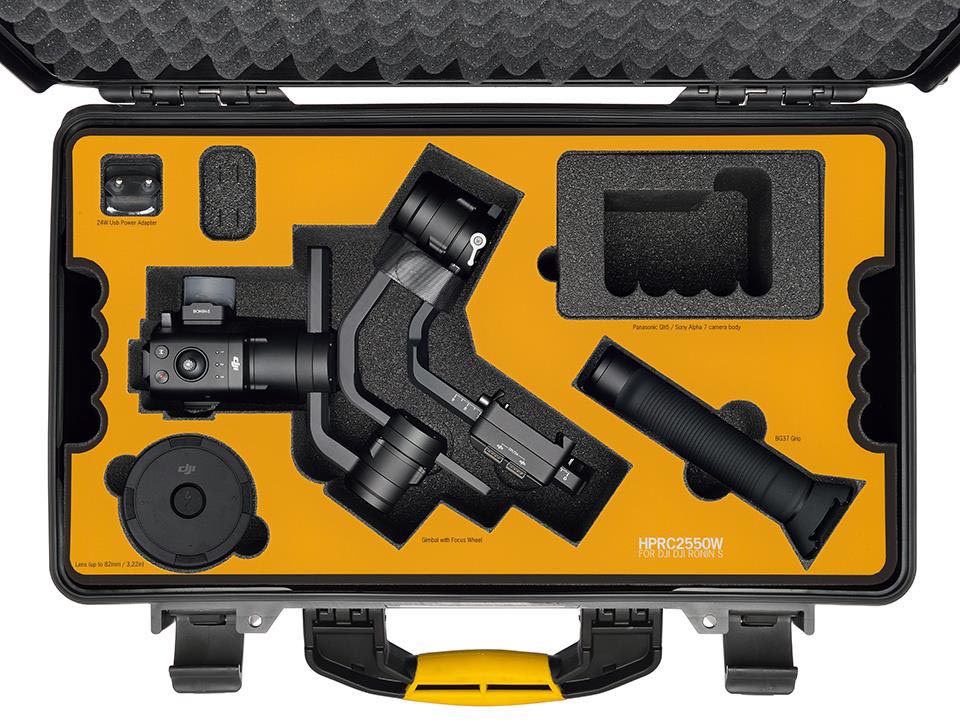 24W Usb Power Adapter
RONIN-S
Panasonic Gh5 / Sony Alpha 7 camera body
dji
BG37 Grip
dji
Gimbal with Focus Wheel
HPRC2550W
FOR DJI DJI RONIN S
Lens (up to 82mm / 3,22in)